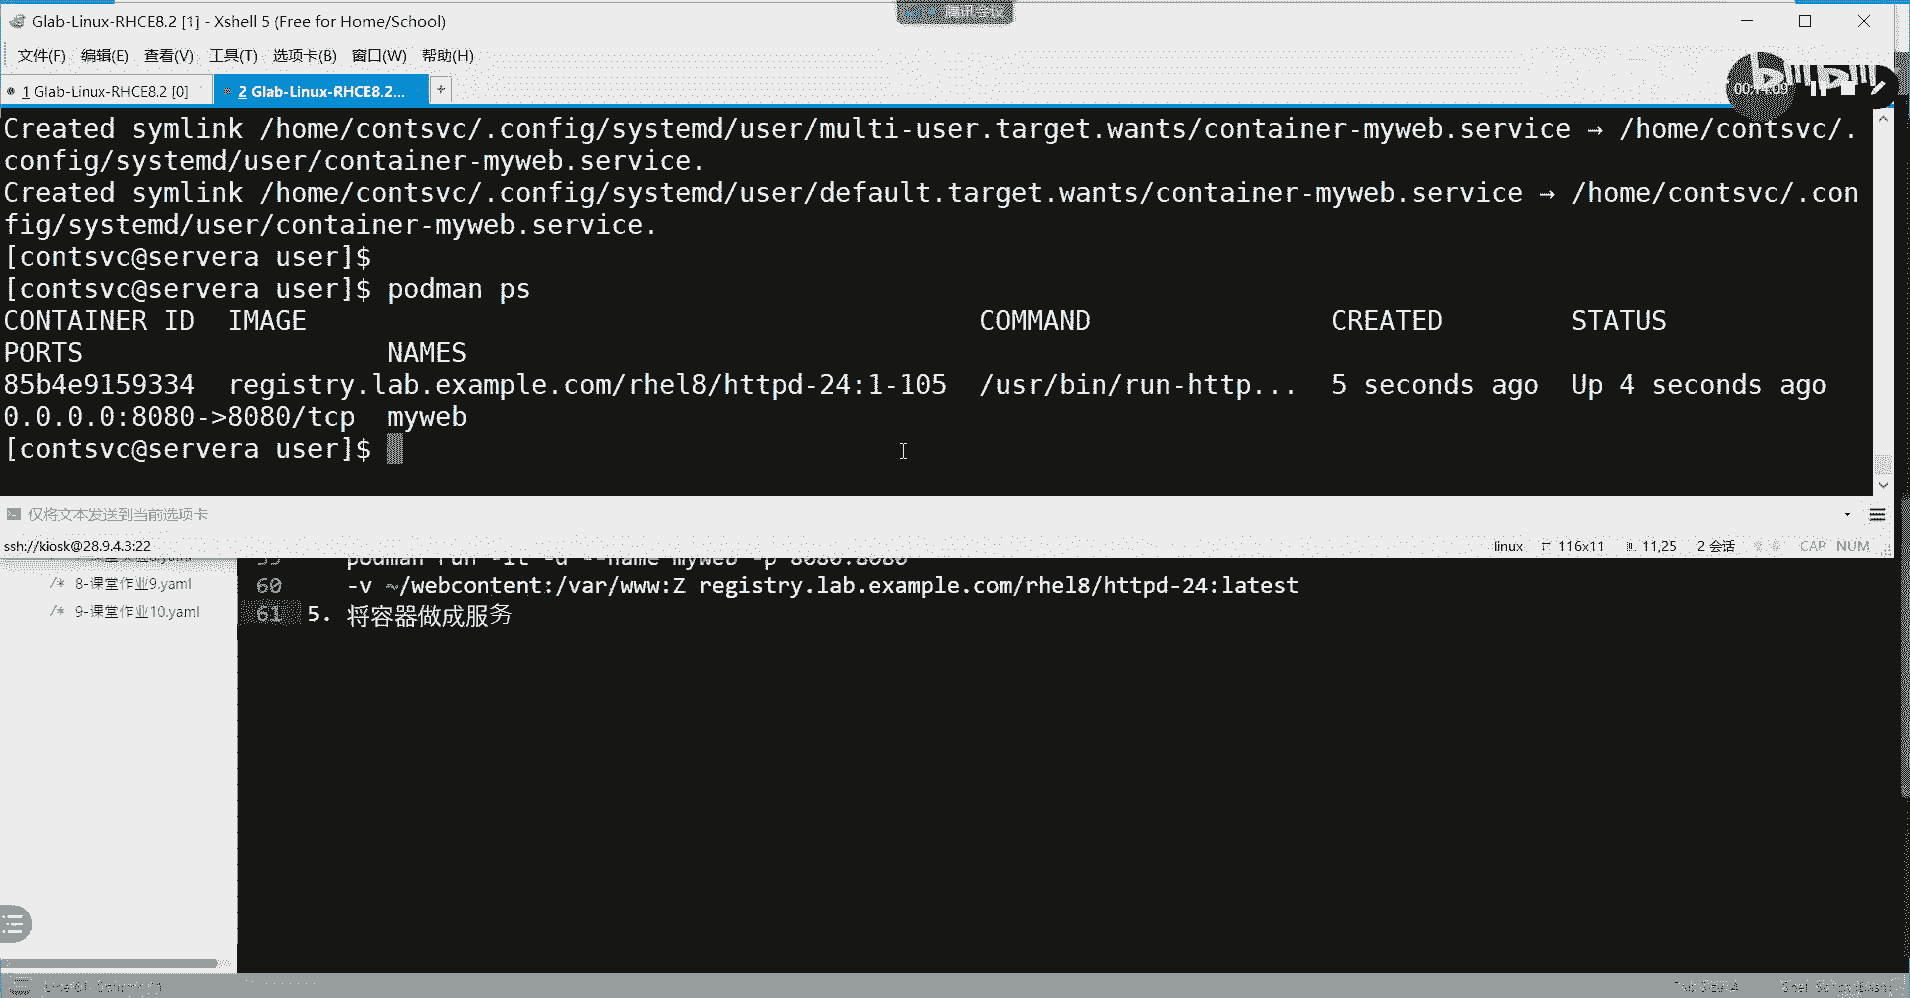 Glab-Linux-RHCE8.2 [1] - Xshell 5 (Free for Home/School)
腾讯会议
文件(F) 编辑(E) 查看(V) 工具(T) 选项卡(B) 窗口(W) 帮助(H)
1 Glab-Linux-RHCE8.2 [0]
2 Glab-Linux-RHCE8.2...
+
Created symlink /home/contsvc/.config/systemd/user/multi-user.target.wants/container-myweb.service → /home/contsvc/.
config/systemd/user/container-myweb.service.
Created symlink /home/contsvc/.config/systemd/user/default.target.wants/container-myweb.service → /home/contsvc/.con
fig/systemd/user/container-myweb.service.
[contsvc@servera user]$
[contsvc@servera user]$ podman ps
CONTAINER ID IMAGE COMMAND CREATED STATUS
PORTS NAMES
85b4e9159334 registry.lab.example.com/rhel8/httpd-24:1-105 /usr/bin/run-http... 5 seconds ago Up 4 seconds ago
0.0.0.0:8080->8080/tcp myweb
[contsvc@servera user]$
仅将文本发送到当前选项卡
ssh://kiosk@28.9.4.3:22 linux 116x11 11,25 2 会话 CAP NUM
podman run -it -d --name myweb -p 8080:8080
8-课堂作业9.yaml
60 -v ~/webcontent:/var/www:Z registry.lab.example.com/rhel8/httpd-24:latest
9-课堂作业10.yaml
61 5. 将容器做成服务